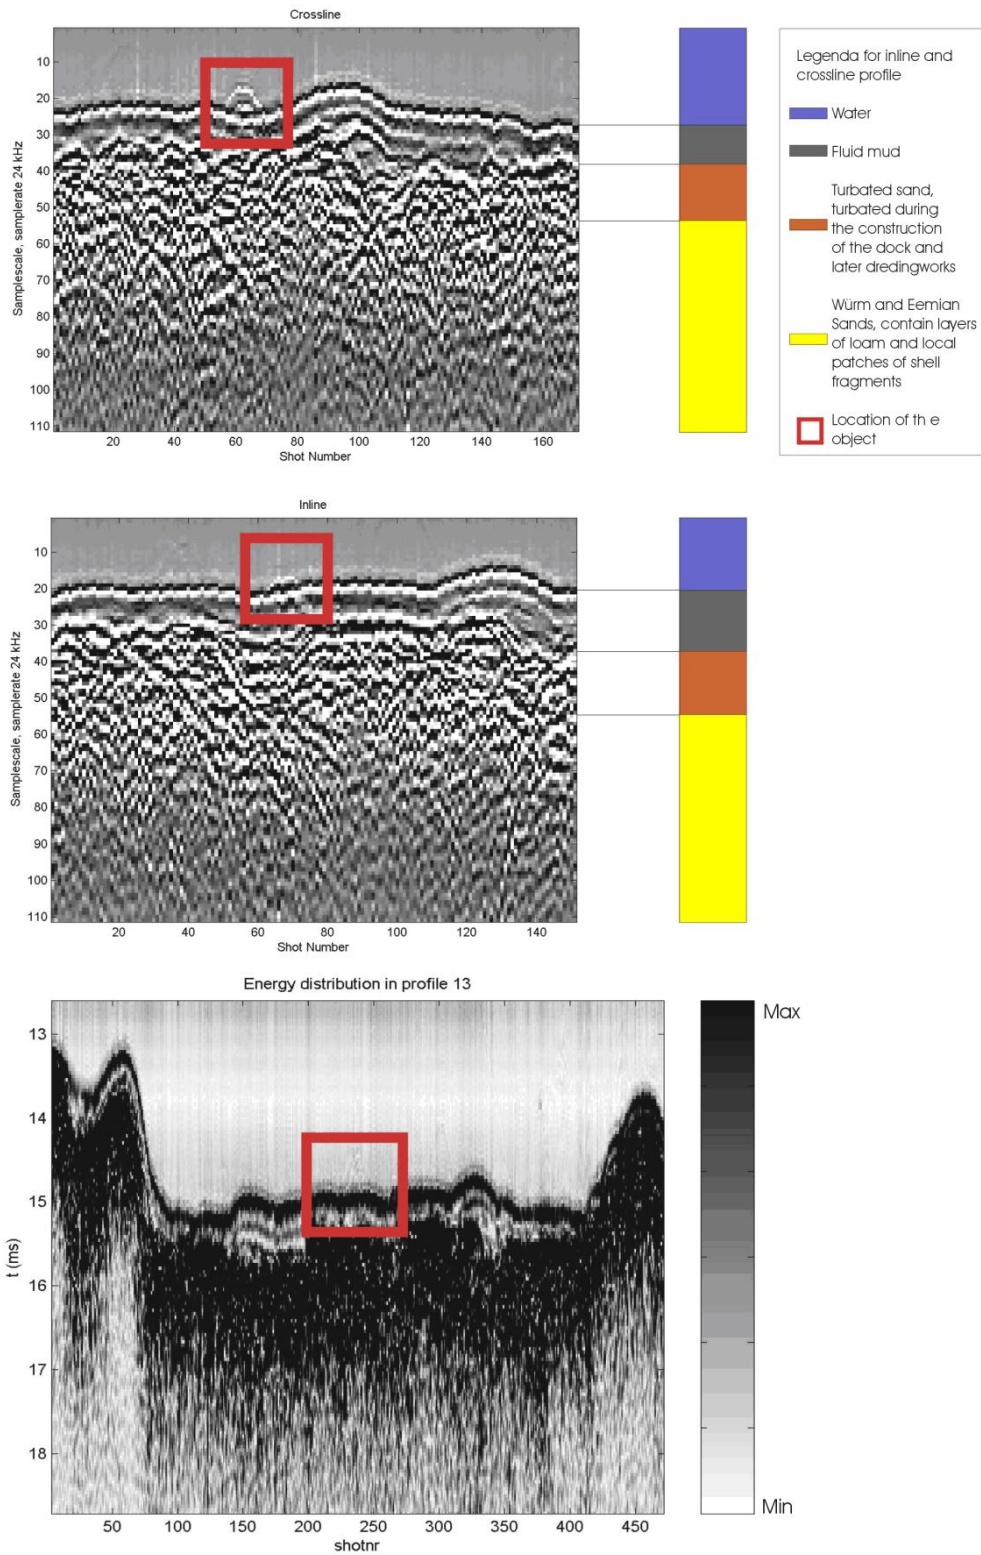 Crossline
10
20
30
40
50
60
70
80
90
100
110
Samplescale, samplerate 24 kHz
20 40 60 80 100 120 140 160
Shot Number
Legenda for inline and
crossline profile
Water
Fluid mud
Turbated sand,
turbated during
the construction
of the dock and
later dredingworks
Würm and Eemian
Sands, contain layers
of loam and local
patches of shell
fragments
Location of th e
object
Inline
10
20
30
40
50
60
70
80
90
100
110
Samplescale, samplerate 24 kHz
20 40 60 80 100 120 140
Shot Number
Energy distribution in profile 13
13
14
15
16
17
18
t (ms)
50 100 150 200 250 300 350 400 450
shotnr
Max
Min